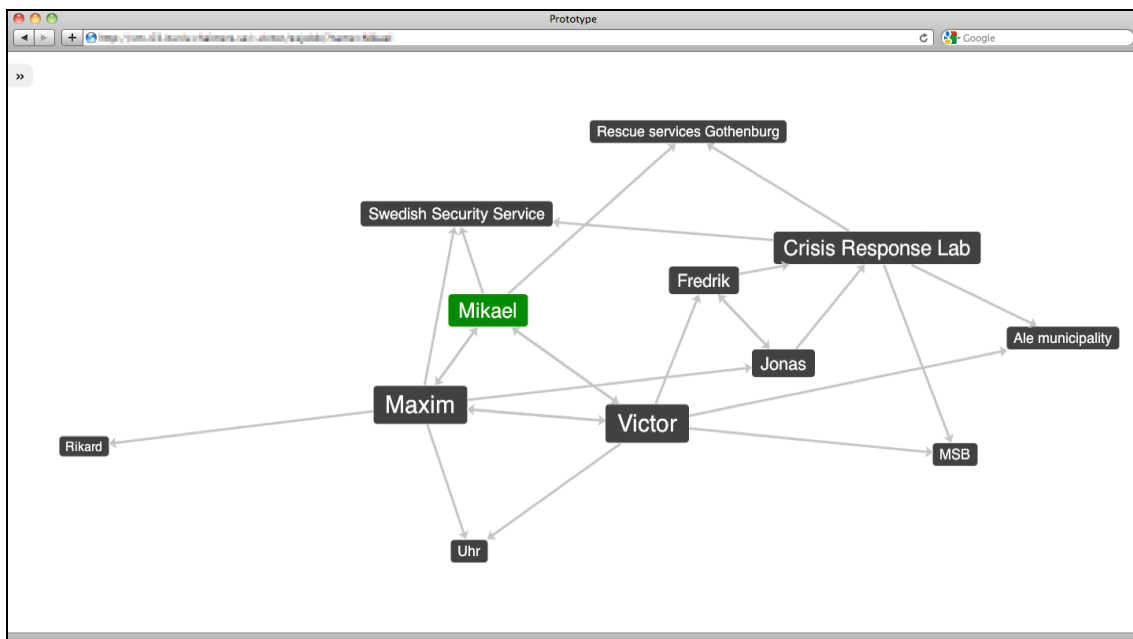 Prototype
Google
»
Rescue services Gothenburg
Swedish Security Service
Crisis Response Lab
Fredrik
Mikael
Ale municipality
Jonas
Maxim
Victor
Rikard
MSB
Uhr